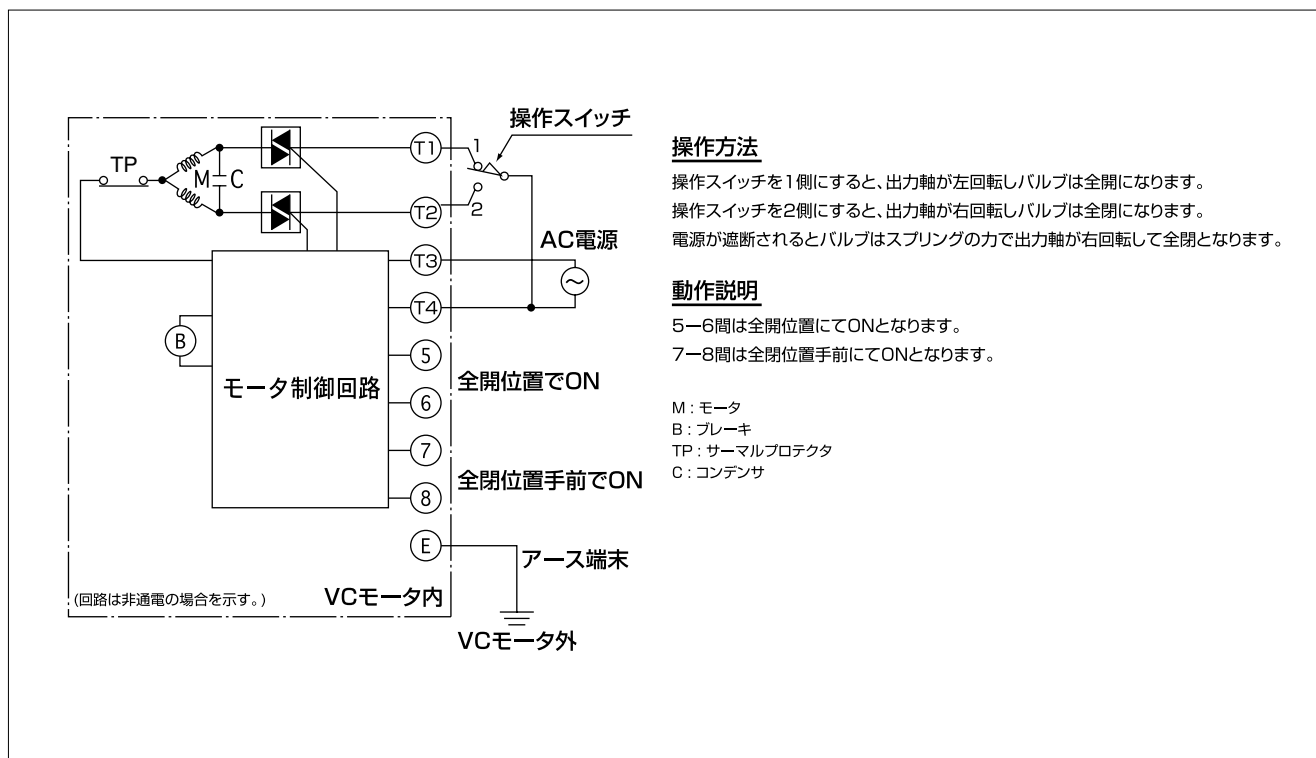 操作スイッチ
TP
M
C
T1
1
T2
2
AC電源
T3
T4
B
モータ制御回路
5
全開位置でON
6
7
全閉位置手前でON
8
E
アース端末
(回路は非通電の場合を示す。)
VCモータ内
VCモータ外
操作方法
操作スイッチを1側にすると、出力軸が左回転しバルブは全開になります。
操作スイッチを2側にすると、出力軸が右回転しバルブは全閉になります。
電源が遮断されるとバルブはスプリングの力で出力軸が右回転して全閉となります。
動作説明
5ー6間は全開位置にてONとなります。
7ー8間は全閉位置手前にてONとなります。
M : モータ
B : ブレーキ
TP : サーマルプロテクタ
C : コンデンサ